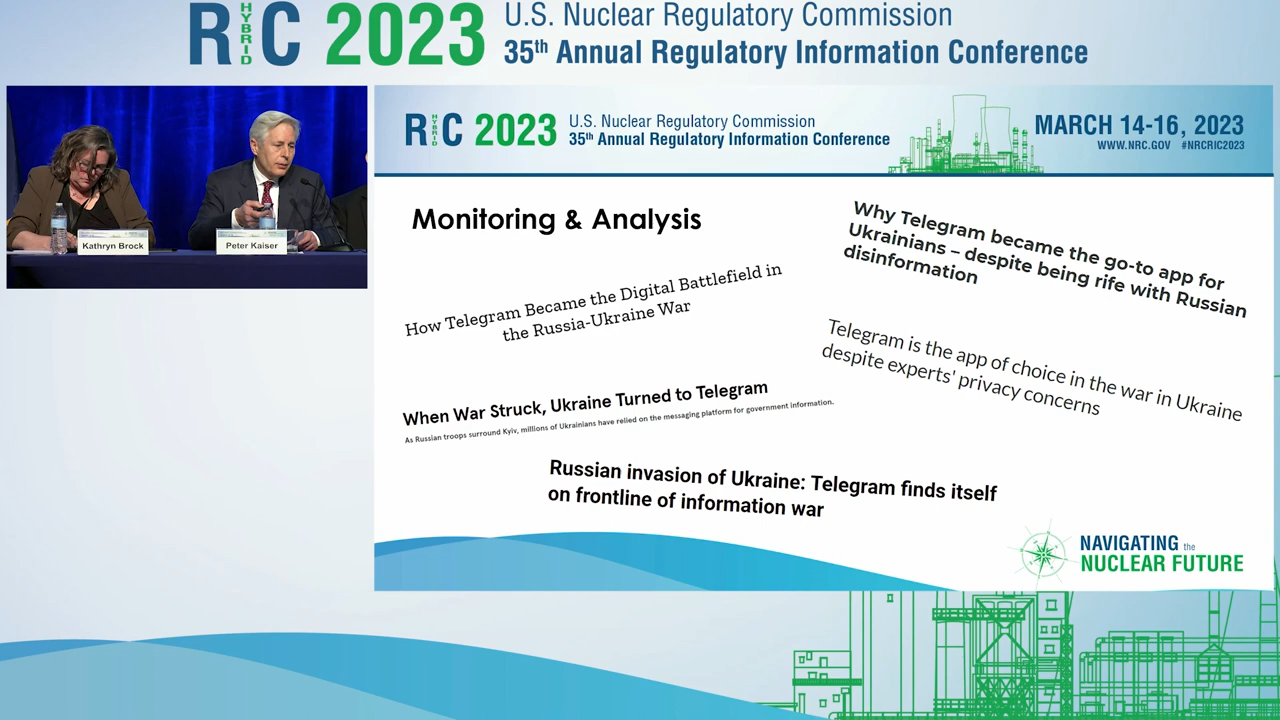 RIC 2023
HYBRID
U.S. Nuclear Regulatory Commission
35th Annual Regulatory Information Conference
Kathryn Brock
Peter Kaiser
RIC 2023
HYBRID
U.S. Nuclear Regulatory Commission
35th Annual Regulatory Information Conference
MARCH 14-16, 2023
WWW.NRC.GOV #NRCRIC2023
Monitoring & Analysis
Why Telegram became the go-to app for
Ukrainians – despite being rife with Russian
disinformation
How Telegram Became the Digital Battlefield in
the Russia-Ukraine War
Telegram is the app of choice in the war in Ukraine
despite experts' privacy concerns
When War Struck, Ukraine Turned to Telegram
As Russian troops surround Kyiv, millions of Ukrainians have relied on the messaging platform for government information.
Russian invasion of Ukraine: Telegram finds itself
on frontline of information war
NAVIGATING the
NUCLEAR FUTURE